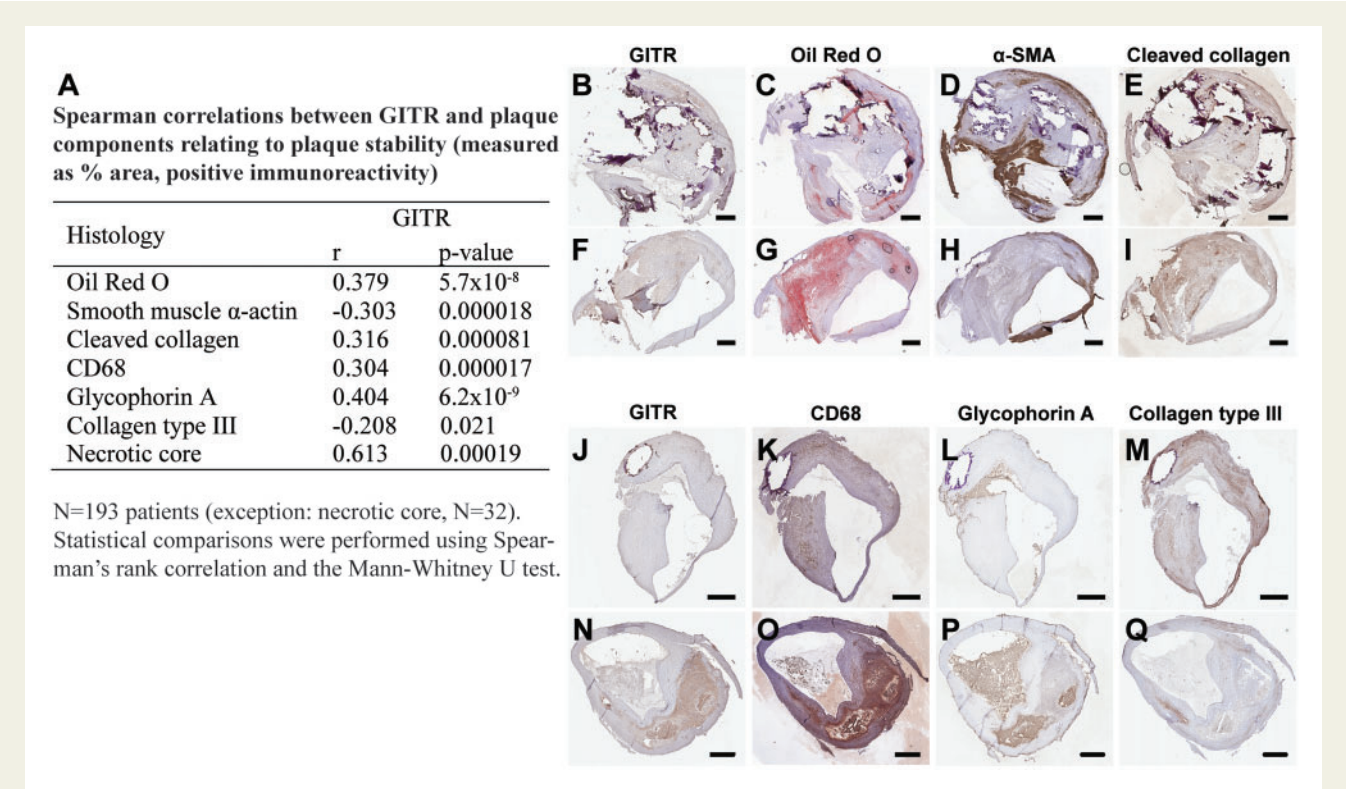 A
Spearman correlations between GITR and plaque
components relating to plaque stability (measured
as % area, positive immunoreactivity)
Histology GITR
r p-value
Oil Red O 0.379 5.7x10⁻⁸
Smooth muscle α-actin -0.303 0.000018
Cleaved collagen 0.316 0.000081
CD68 0.304 0.000017
Glycophorin A 0.404 6.2x10⁻⁹
Collagen type III -0.208 0.021
Necrotic core 0.613 0.00019
N=193 patients (exception: necrotic core, N=32).
Statistical comparisons were performed using Spear-
man’s rank correlation and the Mann-Whitney U test.
GITR Oil Red O α-SMA Cleaved collagen
B C D E
F G H I
GITR CD68 Glycophorin A Collagen type III
J K L M
N O P Q